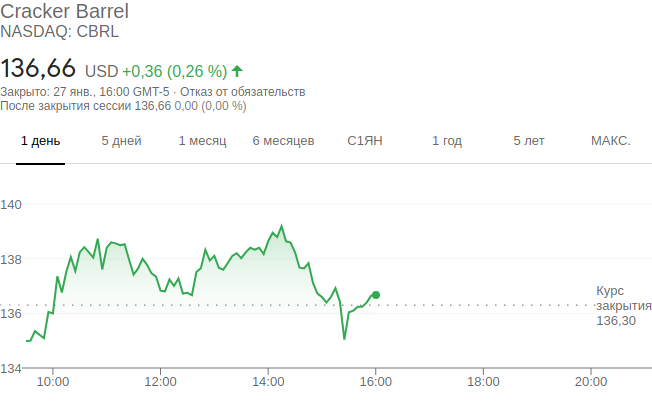 Cracker Barrel
NASDAQ: CBRL
136,66 USD +0,36 (0,26 %)
Закрыто: 27 янв., 16:00 GMT-5 · Отказ от обязательств
После закрытия сессии 136,66 0,00 (0,00 %)
1 день 5 дней 1 месяц 6 месяцев С1ЯН 1 год 5 лет МАКС.
140
138
Курс
закрытия
136
136,30
134
10:00 12:00 14:00 16:00 18:00 20:00